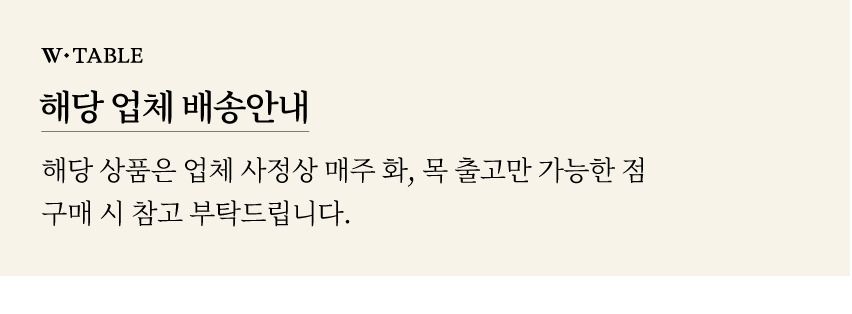 W·TABLE
해당 업체 배송안내
해당 상품은 업체 사정상 매주 화, 목 출고만 가능한 점
구매 시 참고 부탁드립니다.